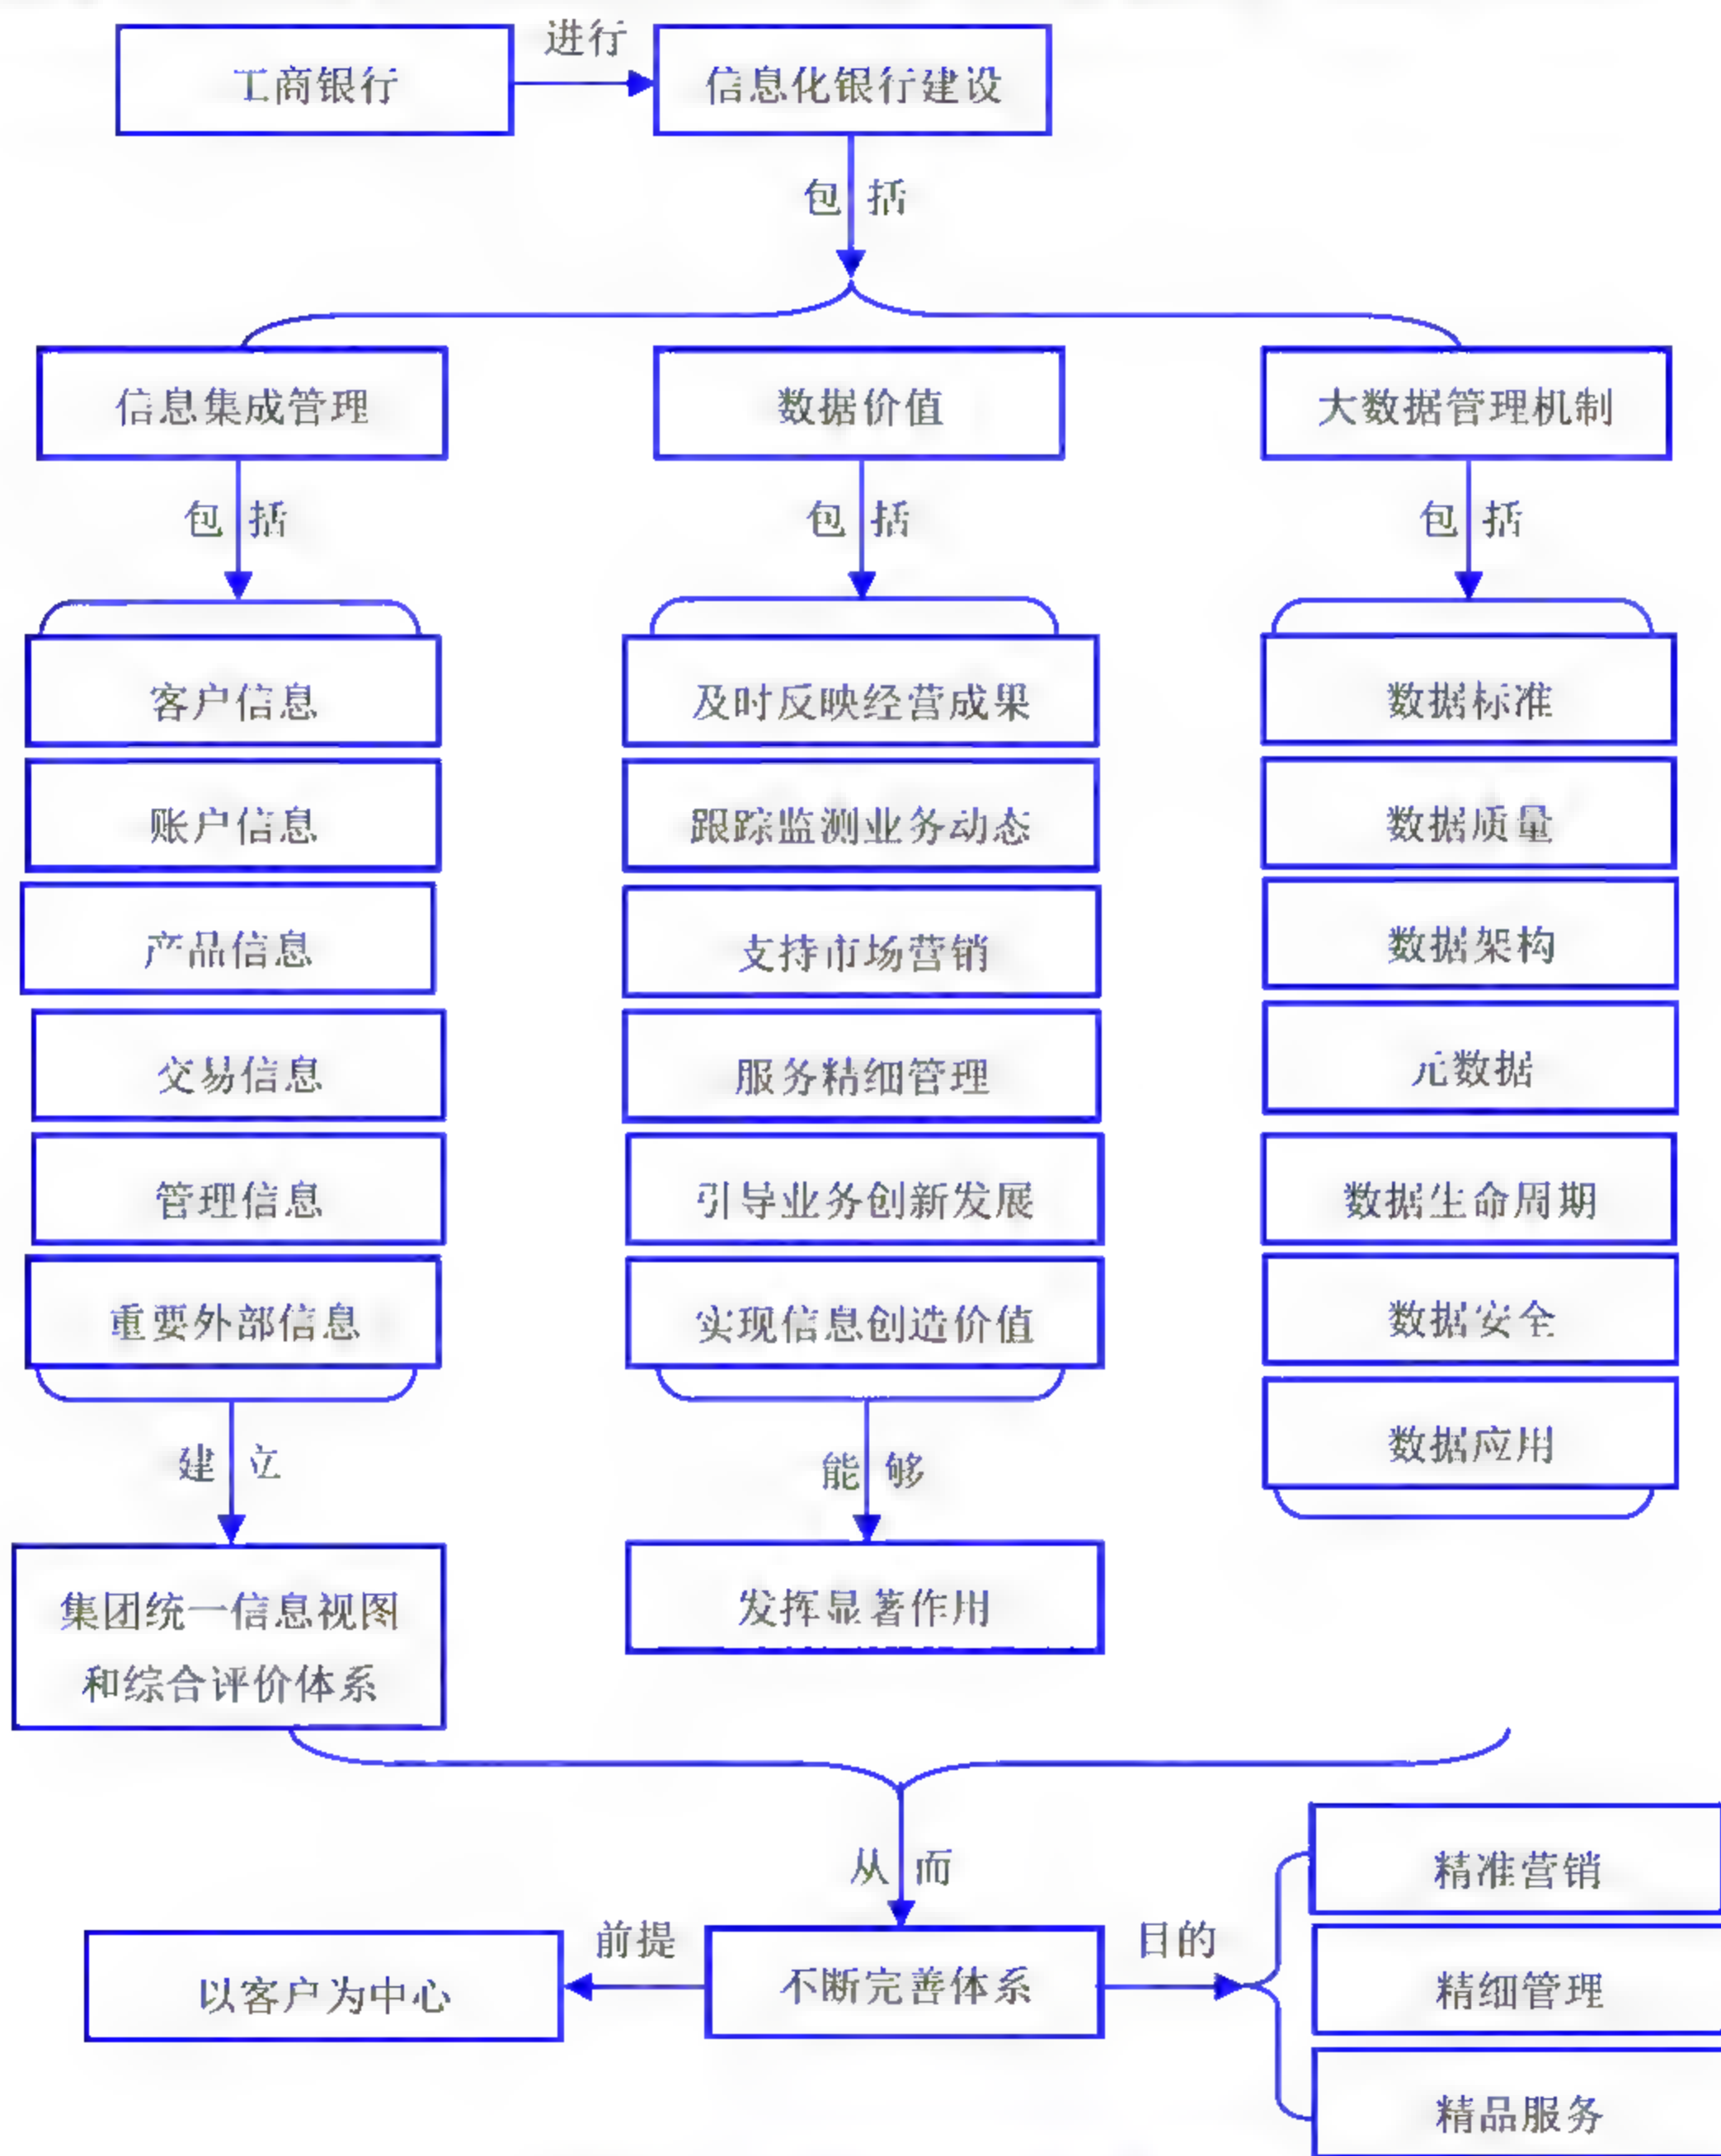 工商银行
进行
信息化银行建设
包括
信息集成管理
数据价值
大数据管理机制
包括
包括
包括
客户信息
账户信息
产品信息
交易信息
管理信息
重要外部信息
及时反映经营成果
跟踪监测业务动态
支持市场营销
服务精细管理
引导业务创新发展
实现信息创造价值
数据标准
数据质量
数据架构
元数据
数据生命周期
数据安全
数据应用
建立
能够
集团统一信息视图
和综合评价体系
发挥显著作用
从而
以客户为中心
前提
不断完善体系
目的
精准营销
精细管理
精品服务